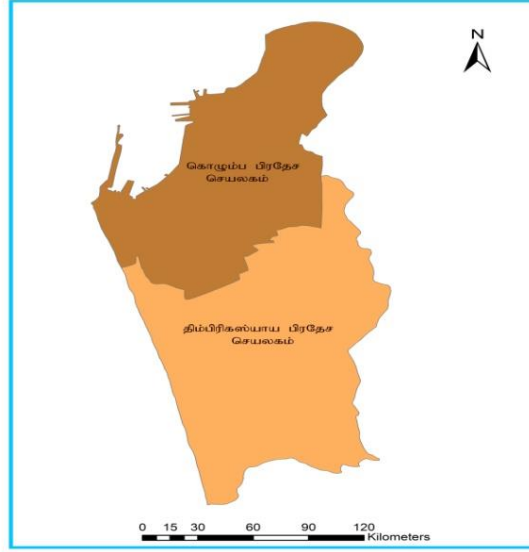 N
கொழும்ப பிரதேச
செயலகம்
திம்பிரிகஸ்யாய பிரதேச
செயலகம்
0 15 30 60 90 120
Kilometers